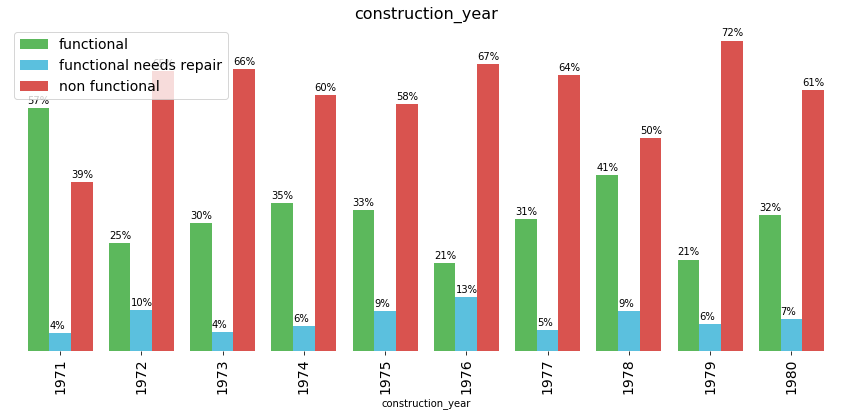 construction_year
functional
functional needs repair
non functional
57% 4% 39%
25% 10%
30% 4% 66%
35% 6% 60%
33% 9% 58%
21% 13% 67%
31% 5% 64%
41% 9% 50%
21% 6% 72%
32% 7% 61%
1971 1972 1973 1974 1975 1976 1977 1978 1979 1980
construction_year